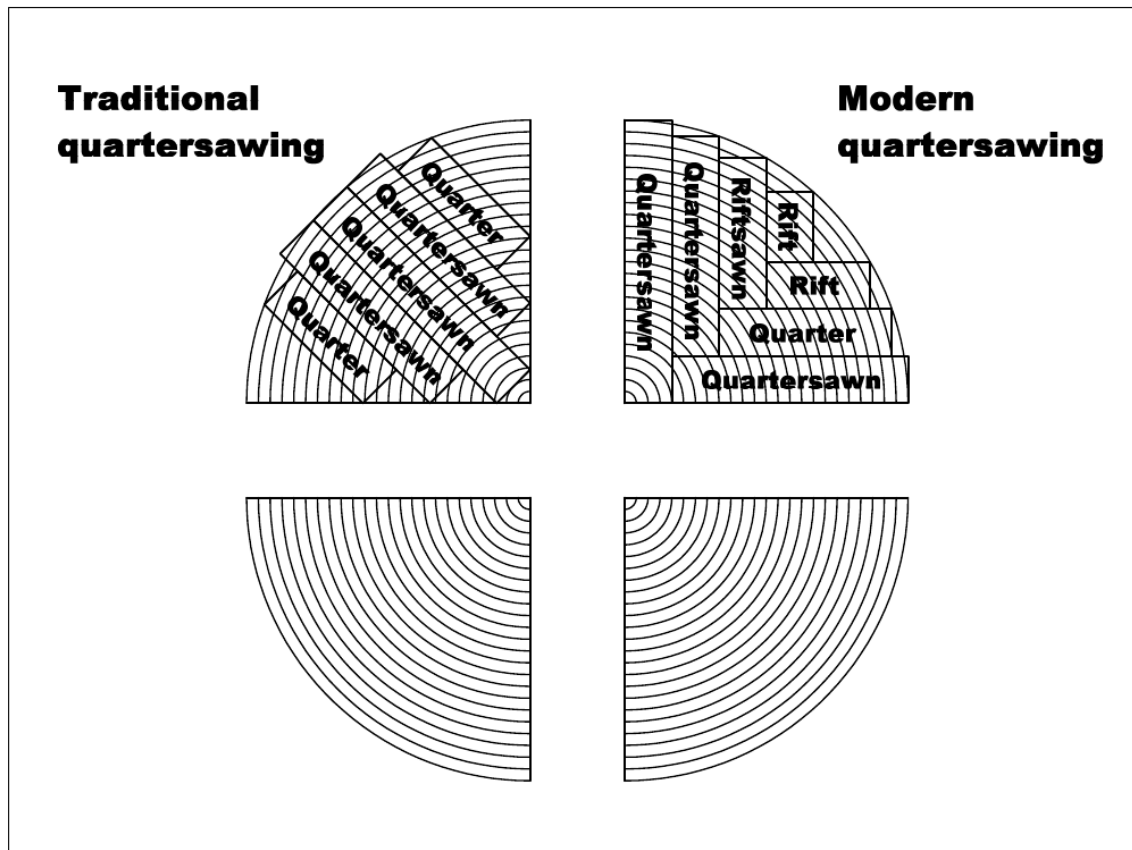 Traditional
quartersawing
Modern
quartersawing
Quarter
Quartersawn
Quartersawn
Quartersawn
Quarter
Quartersawn
Quartersawn
Riftsawn
Rift
Rift
Quarter
Quartersawn